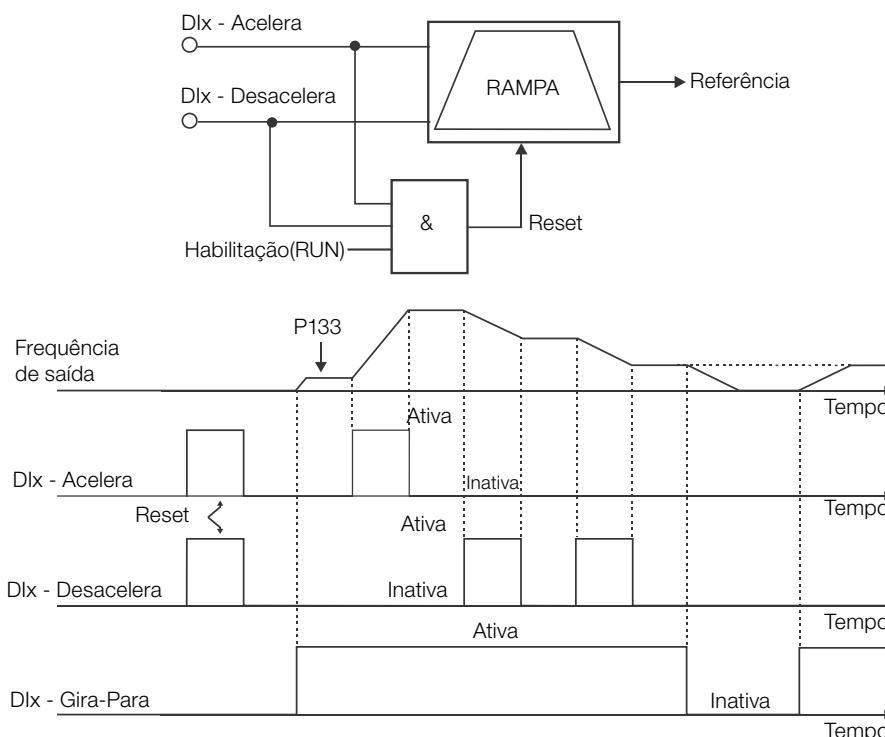 DIx - Acelera
DIx - Desacelera
RAMPA
Referência
&
Habilitação(RUN)
Reset
P133
Frequência
de saída
Tempo
Ativa
DIx - Acelera
Inativa
Tempo
Reset
Ativa
DIx - Desacelera
Inativa
Tempo
Ativa
DIx - Gira-Para
Inativa
Tempo